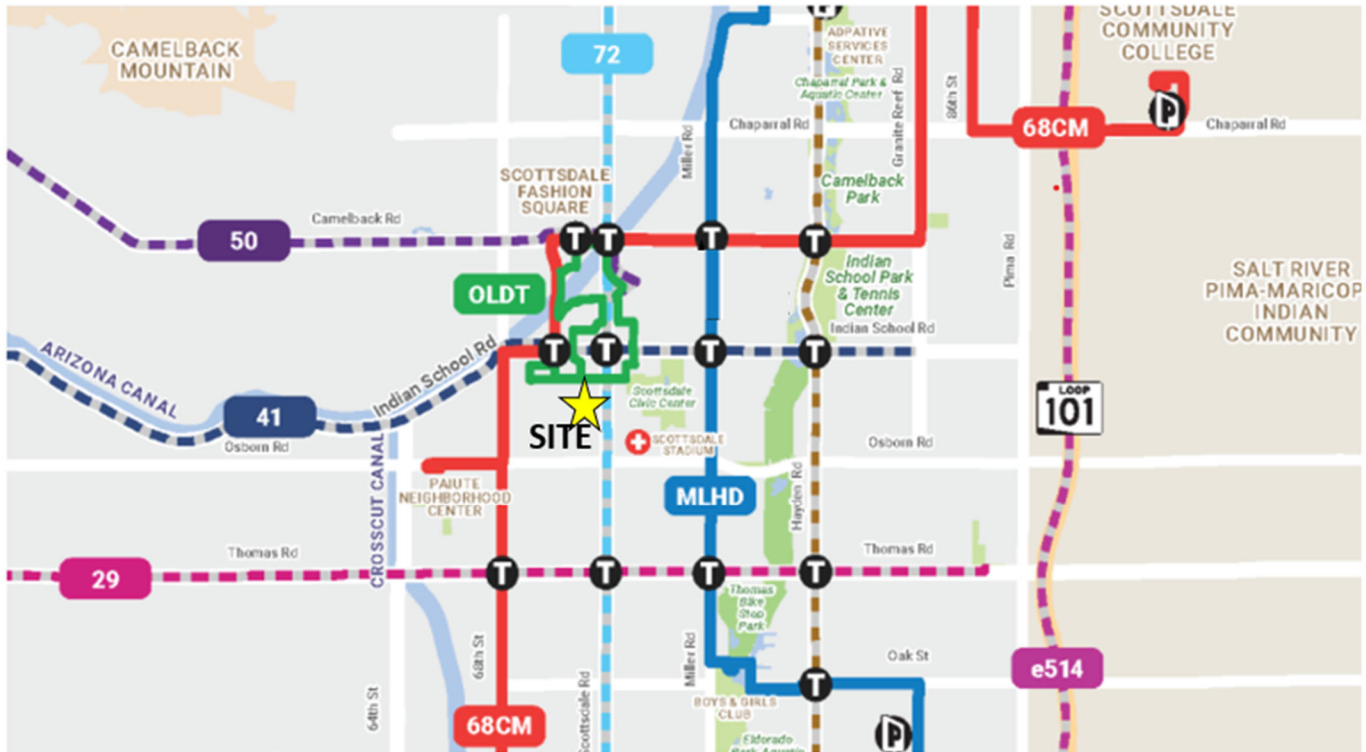 SCOTTSDALE
COMMUNITY
COLLEGE
P
CAMELBACK
MOUNTAIN
72
ADPATIVE
SERVICES
CENTER
Chaparral Park &
Aquatic Center
Granite Reef Rd
86th St
P
68CM
Chaparral Rd
Chaparral Rd
Miller Rd
SCOTTSDALE
FASHION
SQUARE
Camelback
Park
Camelback Rd
50
T
T
T
T
Pima Rd
OLDT
MLHD
Indian
School Park
& Tennis
Center
Indian School Rd
SALT RIVER
PIMA-MARICOP
INDIAN
COMMUNITY
ARIZONA CANAL
Indian School Rd
T
T
T
T
41
Osborn Rd
SITE
Scottsdale
Civic Center
SCOTTSDALE
STADIUM
Osborn Rd
LOOP
101
CROSSCUT CANAL
PAIUTE
NEIGHBORHOOD
CENTER
Hayden Rd
Thomas Rd
Thomas Rd
29
T
T
T
T
Thomas
Bike
Stop
Park
68th St
64th St
Scottsdale Rd
Miller Rd
Oak St
e514
T
BOYS & GIRLS
CLUB
68CM
P
Eldorado
Park Aquatic